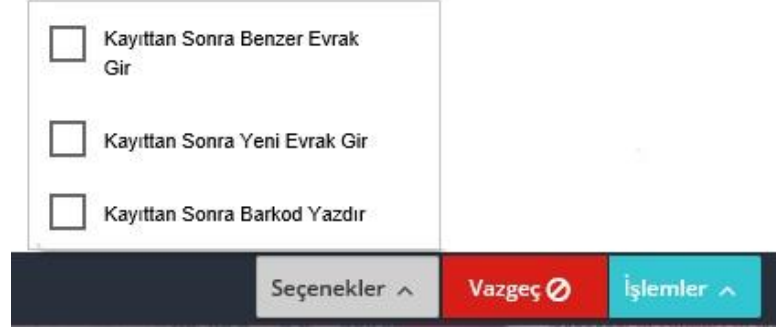 Kayıttan Sonra Benzer Evrak
Gir
Kayıttan Sonra Yeni Evrak Gir
Kayıttan Sonra Barkod Yazdır
Seçenekler Vazgeç İşlemler